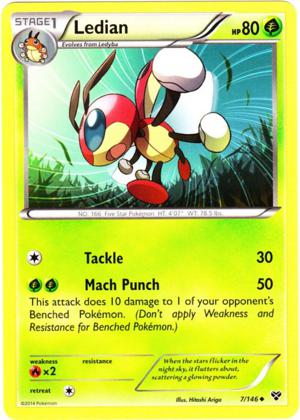 STAGE1
Ledian
HP80
Evolves from Ledyba
NO. 166 Five Star Pokémon HT: 4'07" WT: 78.5 lbs.
Tackle 30
Mach Punch 50
This attack does 10 damage to 1 of your opponent's
Benched Pokémon. (Don't apply Weakness and
Resistance for Benched Pokémon.)
weakness resistance
×2
retreat
When the stars flicker in the
night sky, it flutters about,
scattering a glowing powder.
Illus. Hitoshi Ariga
7/146
©2014 Pokémon